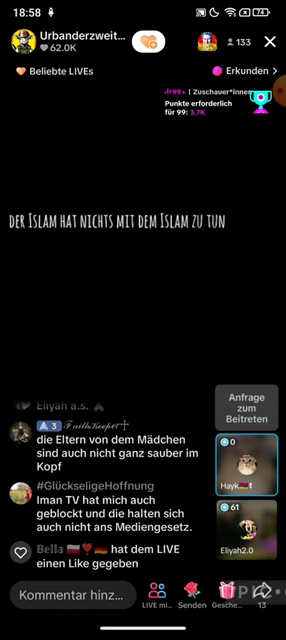 18:58
74
Urbanderzweit...
62.0K
133
Beliebte LIVEs
Erkunden >
99+ | Zuschauer*innen
Punkte erforderlich
für 99: 3.7K
der Islam hat nichts mit dem Islam zu tun
Eliyah a.s.
3 FaithKeeper
die Eltern von dem Mädchen
sind auch nicht ganz sauber im
Kopf
#GlückseligeHoffnung
Iman TV hat mich auch
geblockt und die halten sich
auch nicht ans Mediengesetz.
Bella hat dem LIVE
einen Like gegeben
Anfrage
zum
Beitreten
0
Hayk
61
Eliyah2.0
Kommentar hinz...
LIVE mi...
Senden
Gesche...
13